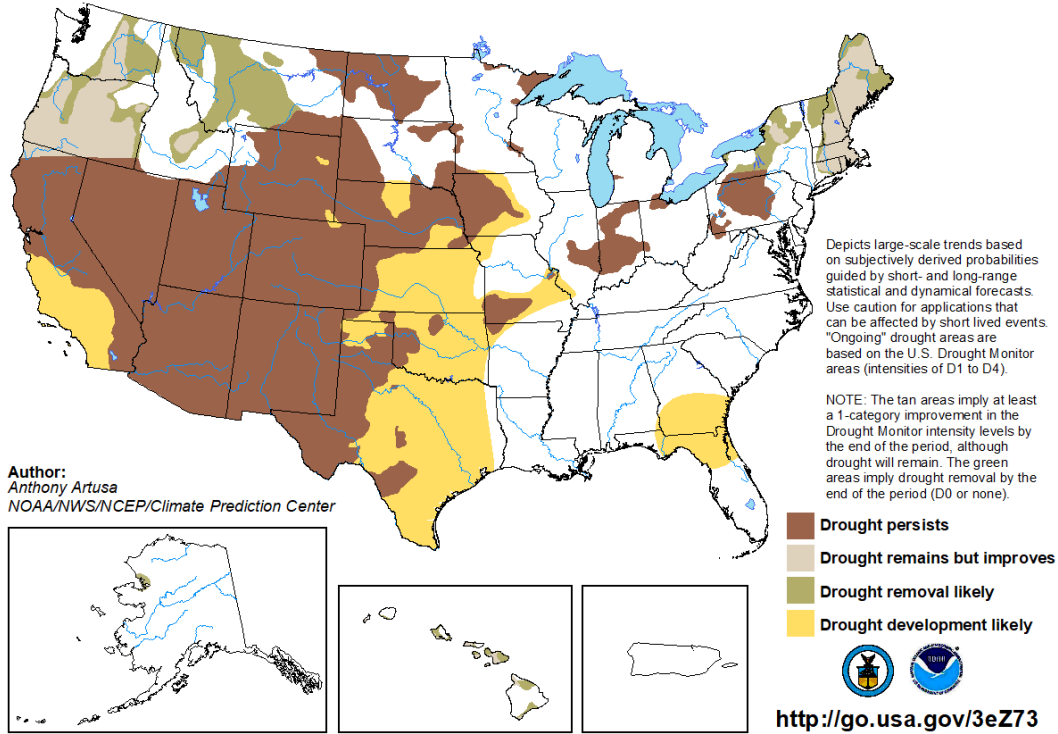 Depicts large-scale trends based
on subjectively derived probabilities
guided by short- and long-range
statistical and dynamical forecasts.
Use caution for applications that
can be affected by short lived events.
"Ongoing" drought areas are
based on the U.S. Drought Monitor
areas (intensities of D1 to D4).
NOTE: The tan areas imply at least
a 1-category improvement in the
Drought Monitor intensity levels by
the end of the period, although
drought will remain. The green
areas imply drought removal by the
end of the period (D0 or none).
Author:
Anthony Artusa
NOAA/NWS/NCEP/Climate Prediction Center
Drought persists
Drought remains but improves
Drought removal likely
Drought development likely
http://go.usa.gov/3eZ73